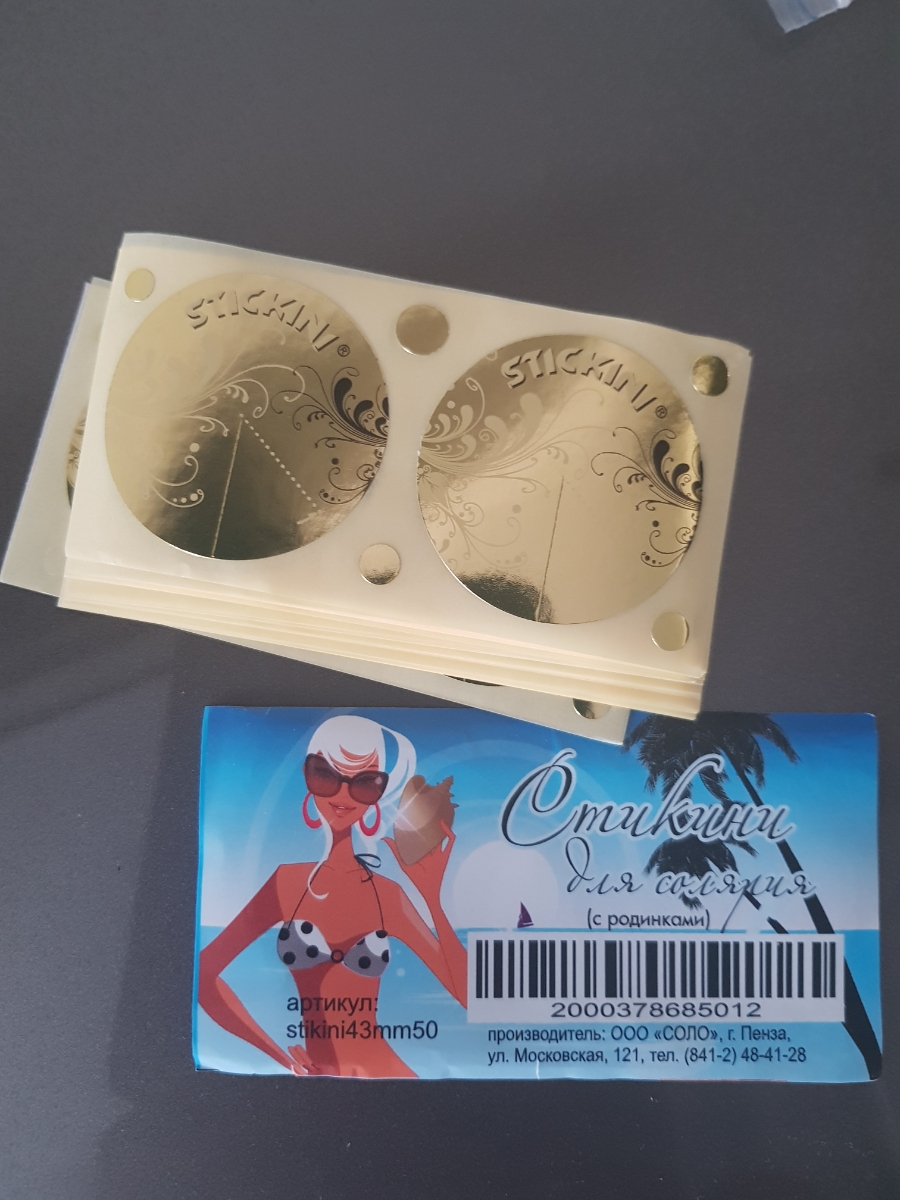 STICKINI®
STICKINI®
Стикини
для солярия
(с родинками)
2000378685012
артикул:
stikini43mm50
производитель: ООО «СОЛО», г. Пенза,
ул. Московская, 121, тел. (841-2) 48-41-28